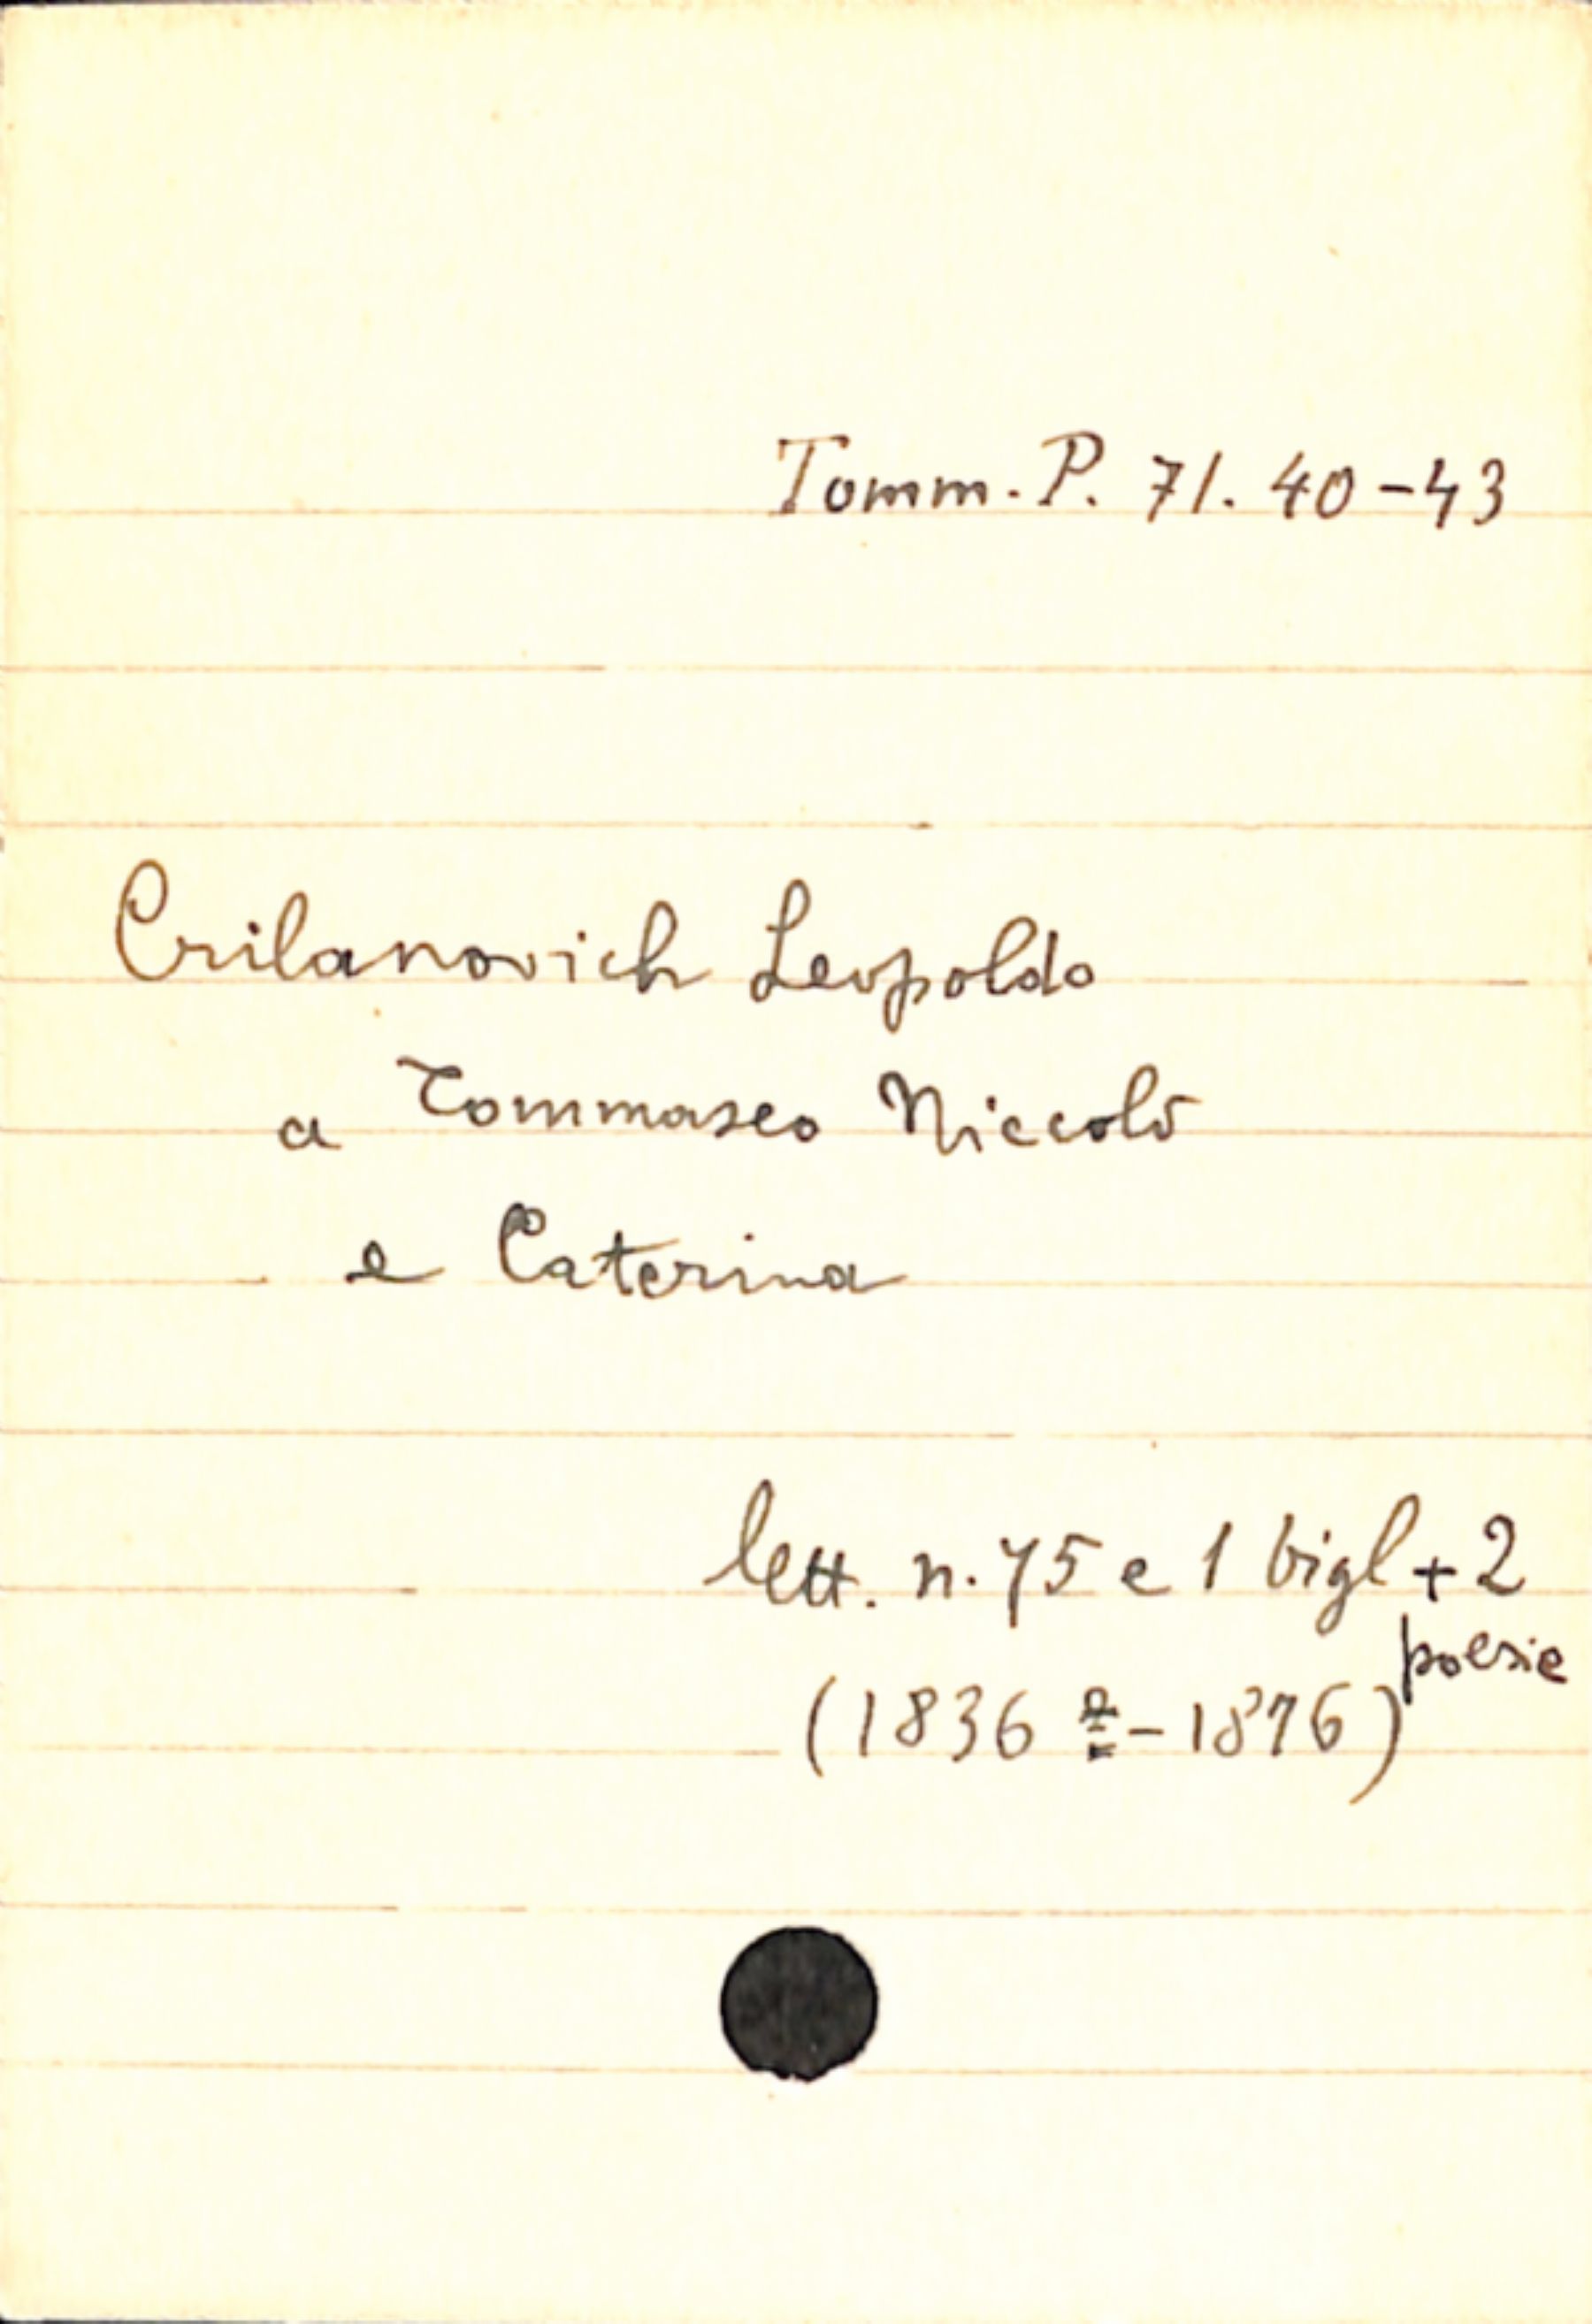 Tomm. P. 71. 40-43
Crilanovich Leopoldo
a Tommaseo Niccolò
e Caterina
lett. n. 75 e 1 bigl + 2
poesie
(1836 - 1876)